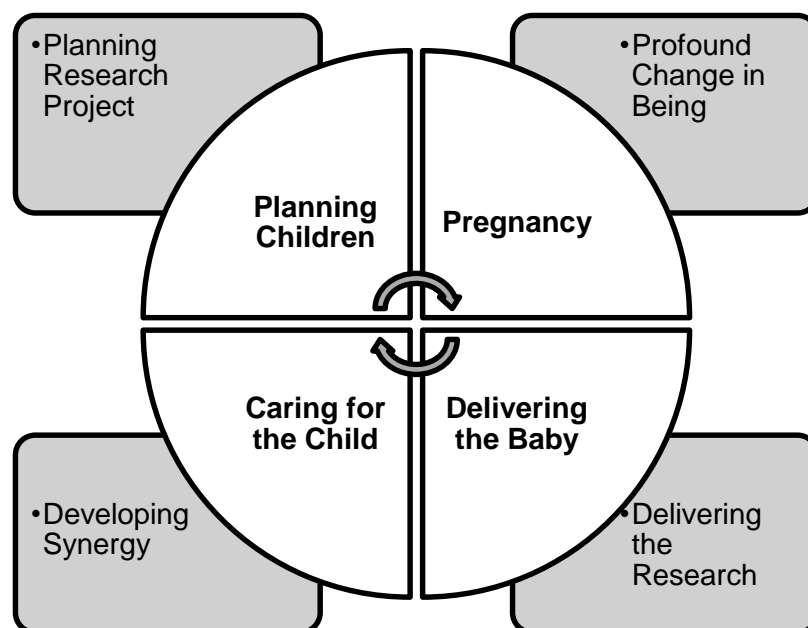 •Planning
Research
Project
•Profound
Change in
Being
Planning
Children
Pregnancy
Caring for
the Child
Delivering
the Baby
•Developing
Synergy
•Delivering
the
Research